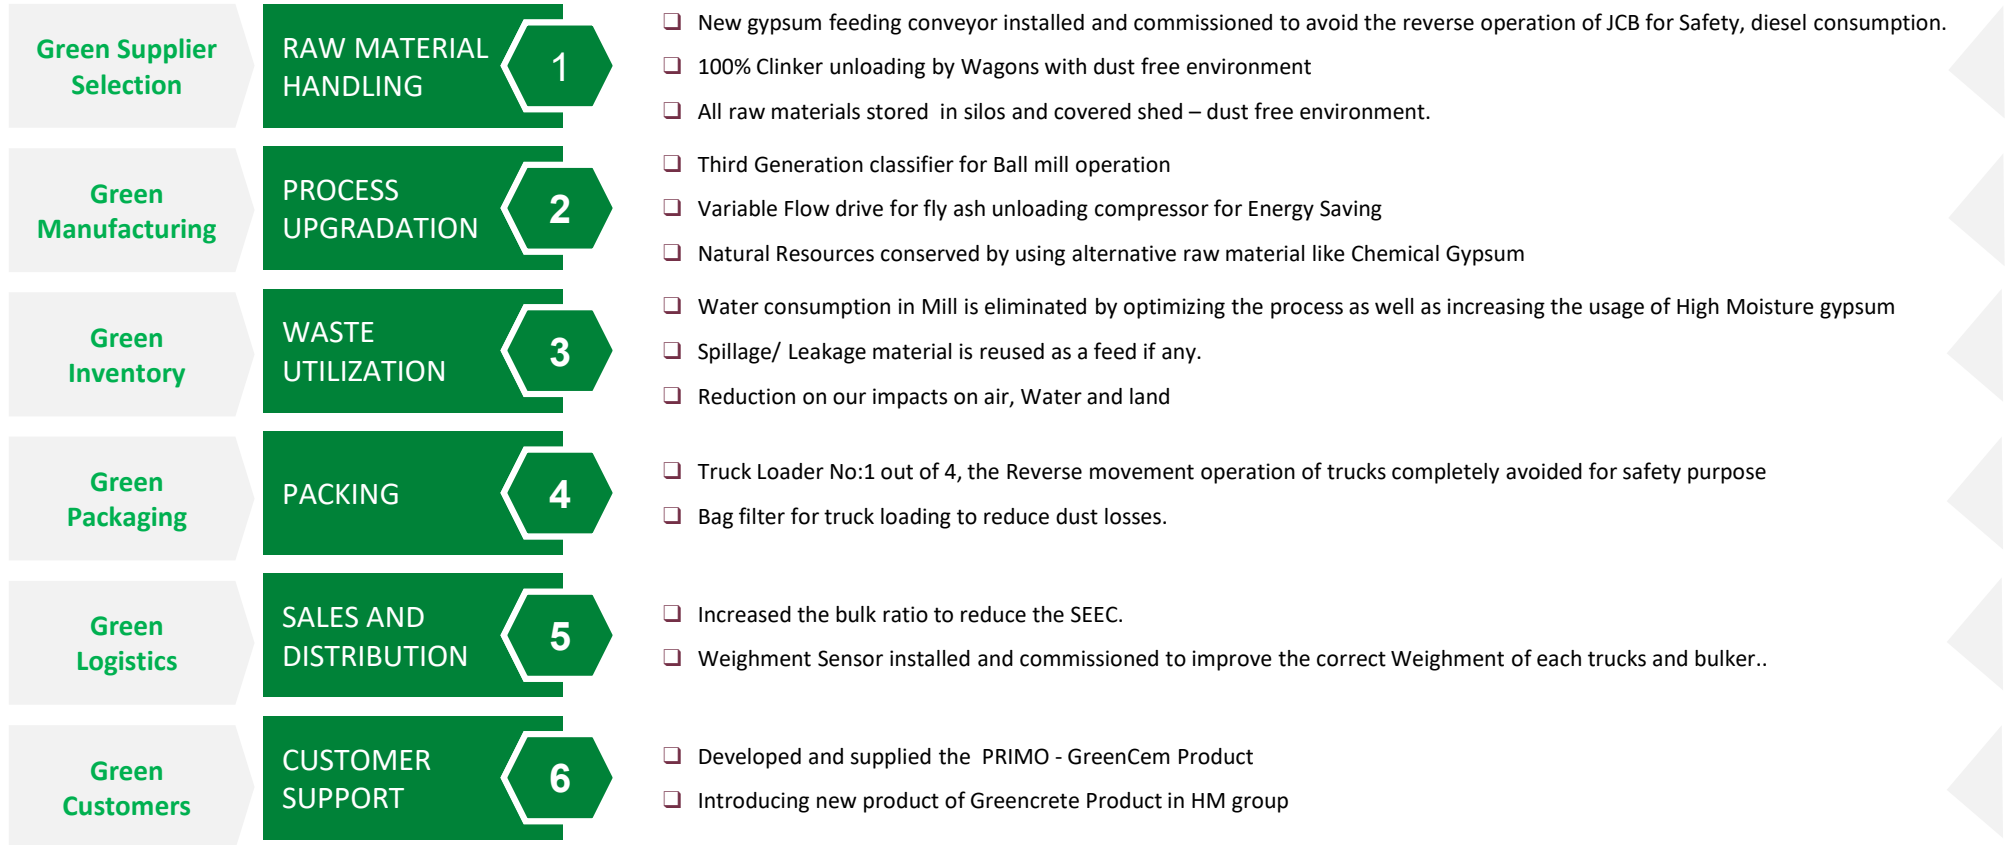 Green Supplier
Selection
RAW MATERIAL
HANDLING
1
❑ New gypsum feeding conveyor installed and commissioned to avoid the reverse operation of JCB for Safety, diesel consumption.
❑ 100% Clinker unloading by Wagons with dust free environment
❑ All raw materials stored  in silos and covered shed – dust free environment.
Green
Manufacturing
PROCESS
UPGRADATION
2
❑ Third Generation classifier for Ball mill operation
❑ Variable Flow drive for fly ash unloading compressor for Energy Saving
❑ Natural Resources conserved by using alternative raw material like Chemical Gypsum
Green
Inventory
WASTE
UTILIZATION
3
❑ Water consumption in Mill is eliminated by optimizing the process as well as increasing the usage of High Moisture gypsum
❑ Spillage/ Leakage material is reused as a feed if any.
❑ Reduction on our impacts on air, Water and land
Green
Packaging
PACKING
4
❑ Truck Loader No:1 out of 4, the Reverse movement operation of trucks completely avoided for safety purpose
❑ Bag filter for truck loading to reduce dust losses.
Green
Logistics
SALES AND
DISTRIBUTION
5
❑ Increased the bulk ratio to reduce the SEEC.
❑ Weighment Sensor installed and commissioned to improve the correct Weighment of each trucks and bulker..
Green
Customers
CUSTOMER
SUPPORT
6
❑ Developed and supplied the  PRIMO - GreenCem Product
❑ Introducing new product of Greencrete Product in HM group